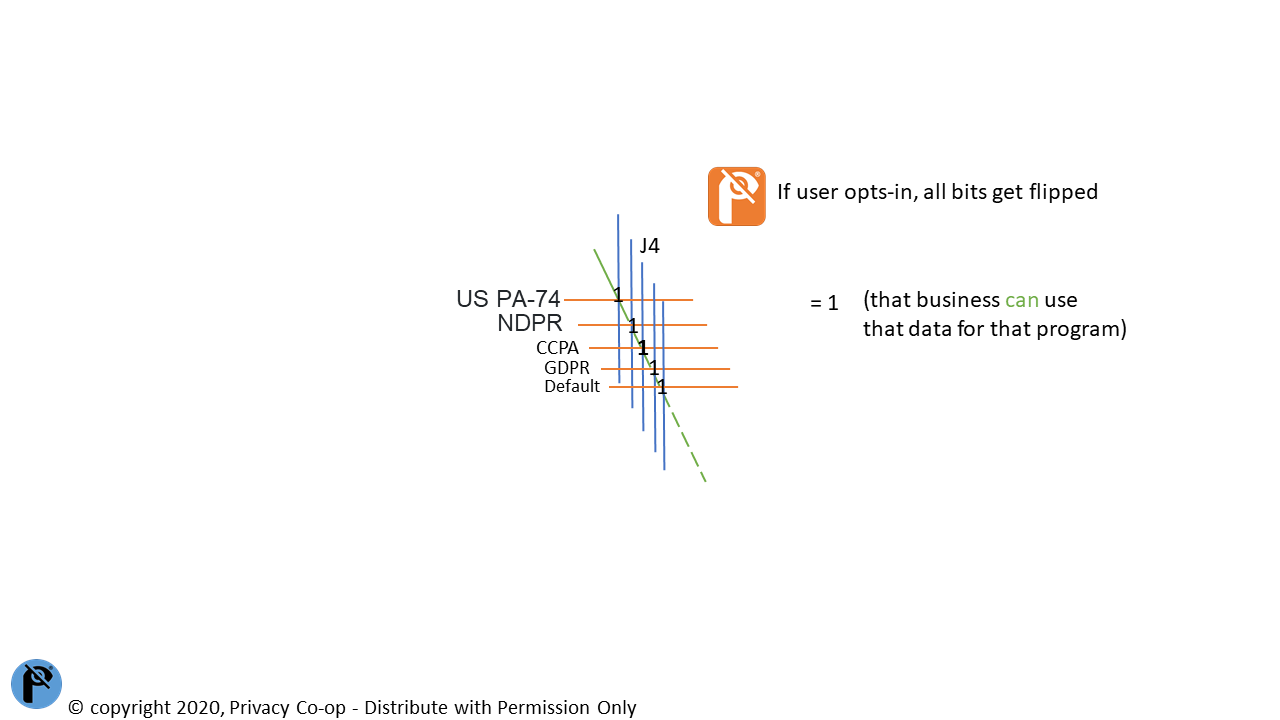 If user opts-in, all bits get flipped
J4
US PA-74
1
NDPR
1
CCPA
1
GDPR
1
Default
1
= 1
(that business can use
that data for that program)
© copyright 2020, Privacy Co-op - Distribute with Permission Only